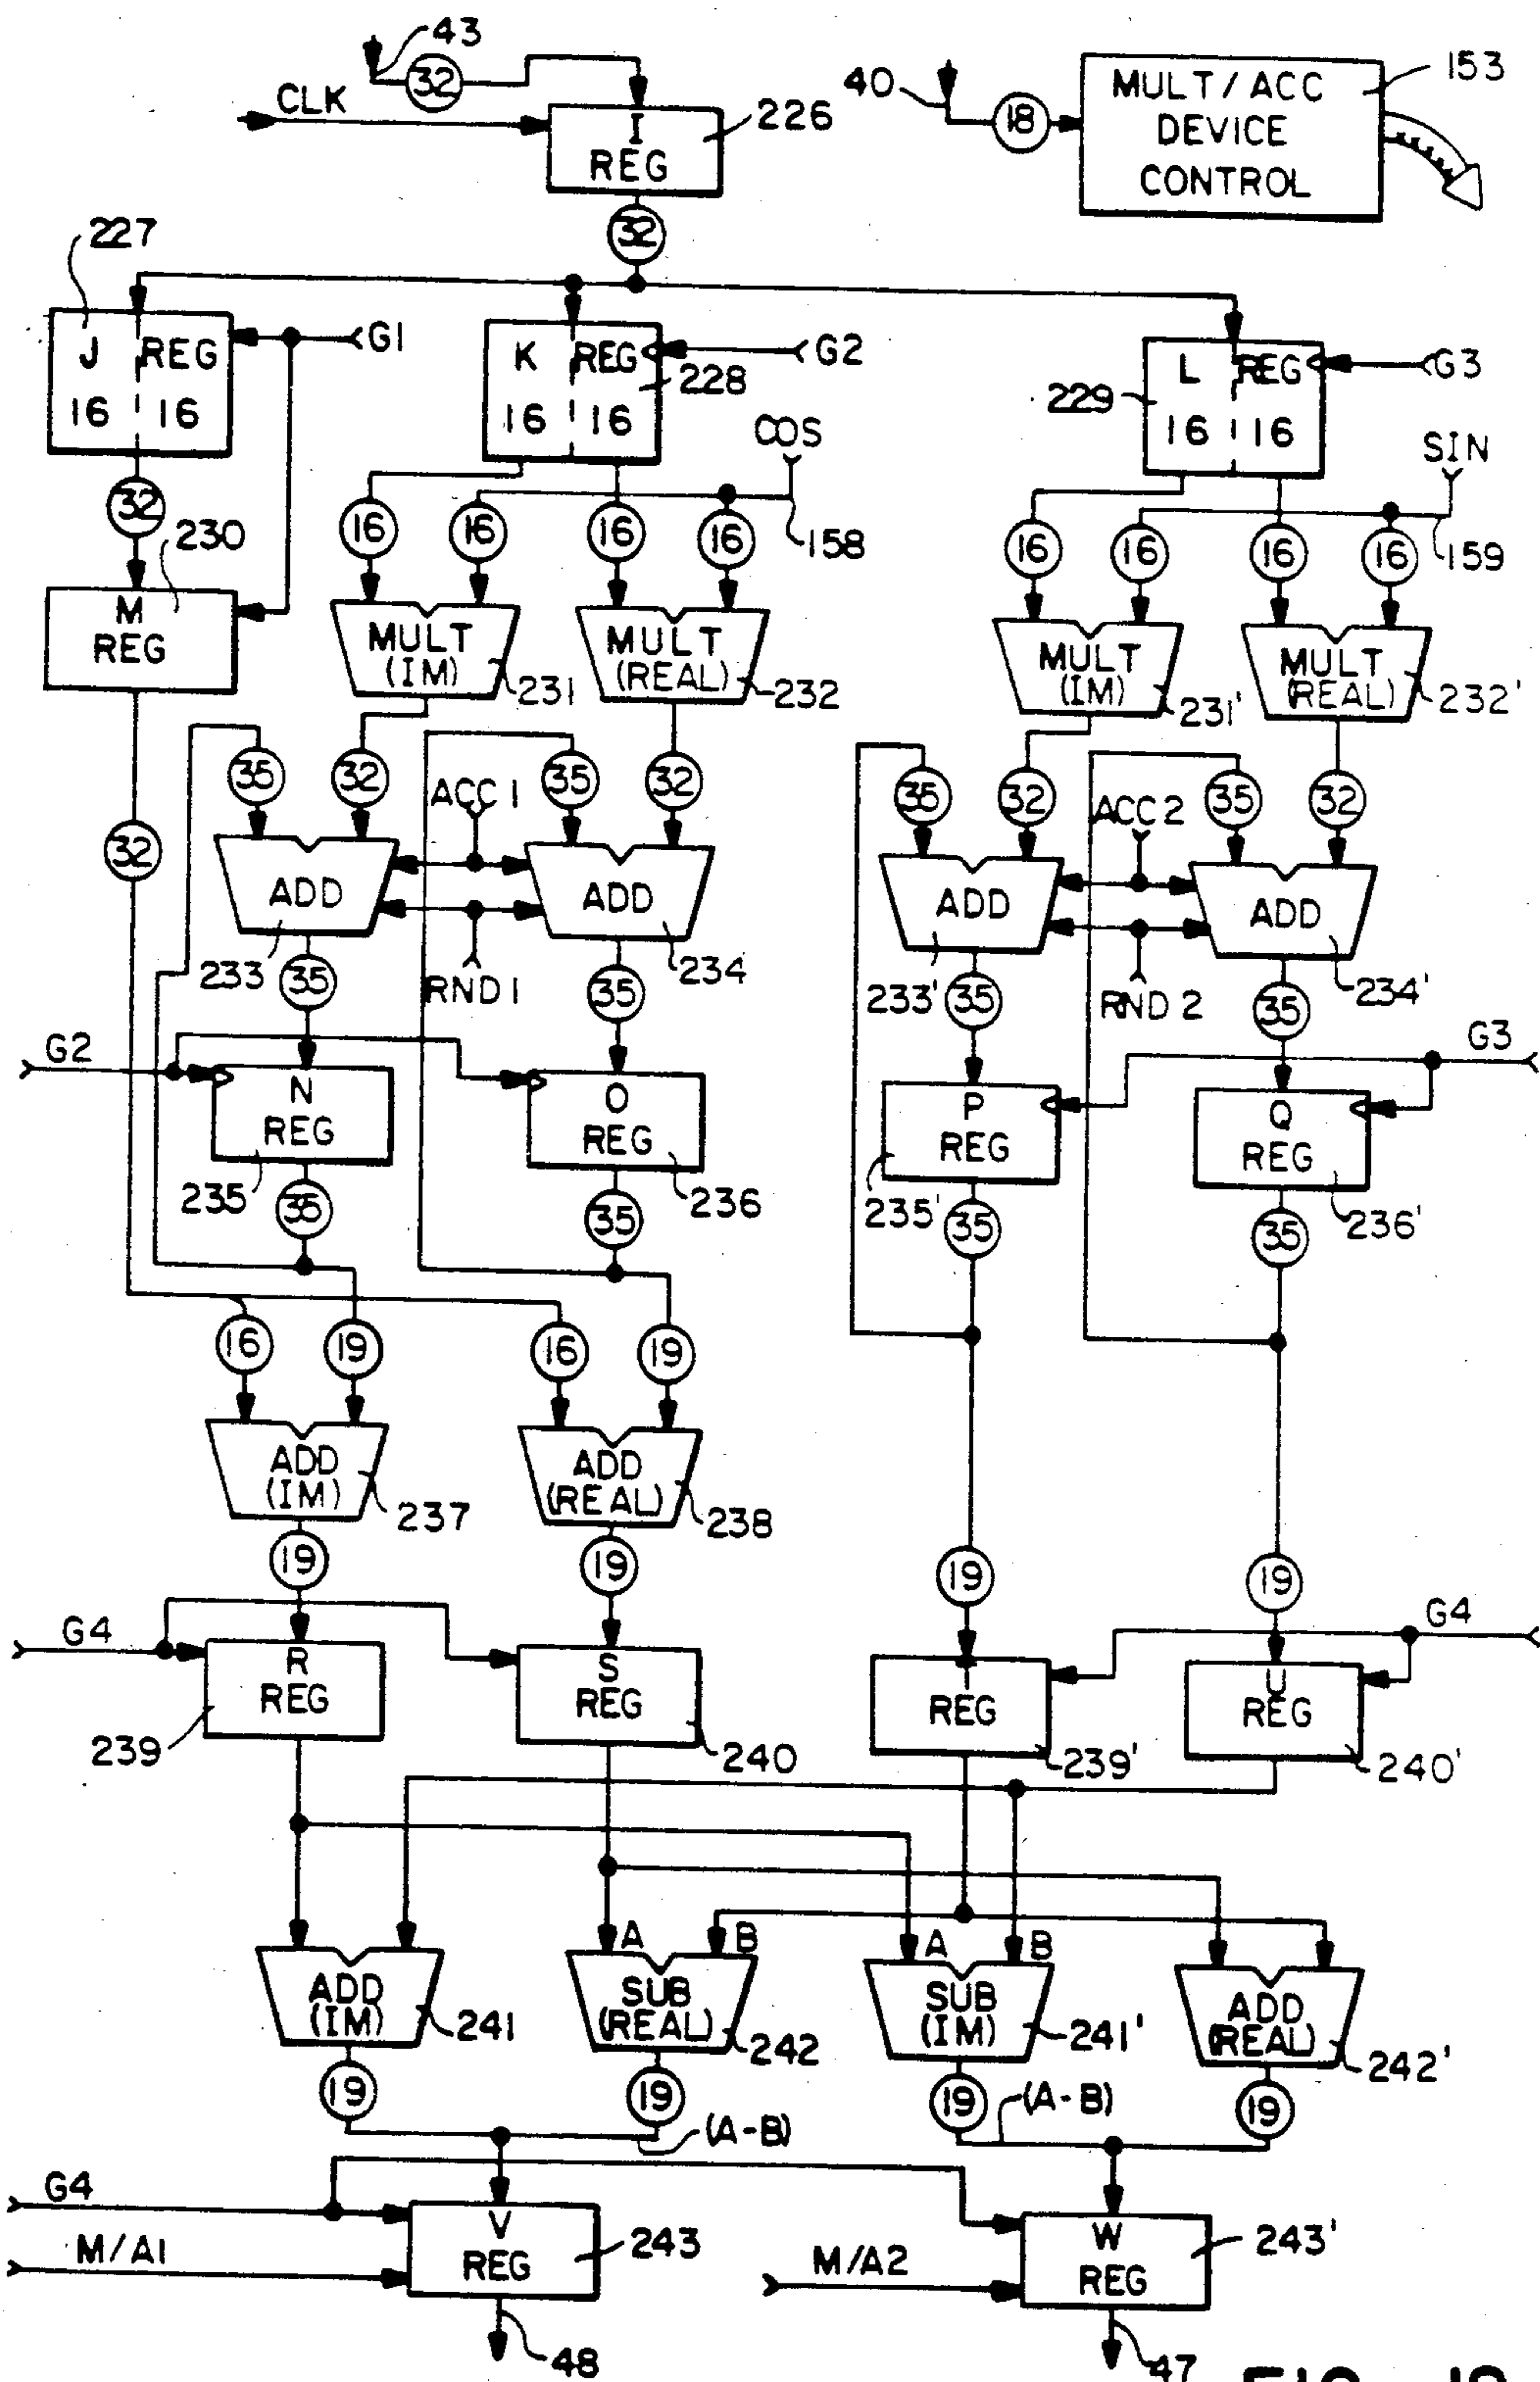 43
32
CLK
I
REG
226
40
18
MULT/ACC
DEVICE
CONTROL
153
32
227
J REG
16 16
G1
K REG
16 16
G2
228
L REG
16 16
G3
229
COS
SIN
32
16
16
16
16
158
16
16
16
16
159
230
M
REG
MULT
(IM)
231
MULT
(REAL)
232
MULT
(IM)
231'
MULT
(REAL)
232'
35
32
ACC 1
35
32
35
32
ACC 2
35
32
32
ADD
ADD
ADD
ADD
233
35
RND 1
35
234
233'
35
RND 2
35
234'
G2
G3
N
REG
O
REG
P
REG
Q
REG
235
35
35
236
235'
35
35
236'
16
19
16
19
ADD
(IM)
237
ADD
(REAL)
238
19
19
19
19
G4
G4
R
REG
S
REG
REG
U
REG
239
240
239'
240'
A
B
A
B
ADD
(IM)
241
SUB
(REAL)
242
SUB
(IM)
241'
ADD
(REAL)
242'
19
19
(A-B)
19
(A-B)
19
G4
V
REG
243
M/A1
M/A2
W
REG
243'
48
47